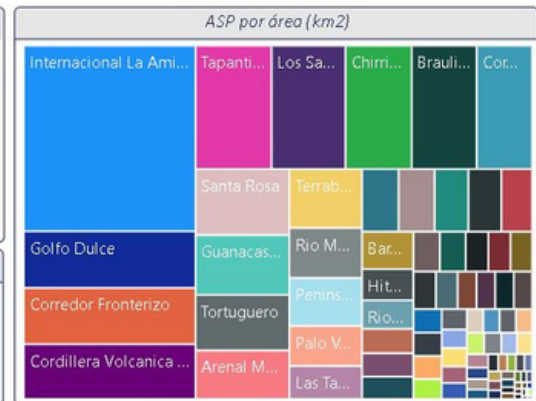 ASP por área (km2)
Internacional La Ami...
Tapanti...
Los Sa...
Chirri...
Brauli...
Cor...
Santa Rosa
Terrab...
Golfo Dulce
Guanacas...
Rio M...
Bar...
Hit...
Corredor Fronterizo
Tortuguero
Penins...
Rio...
Palo V...
Cordillera Volcanica ...
Arenal M...
Las Ta...